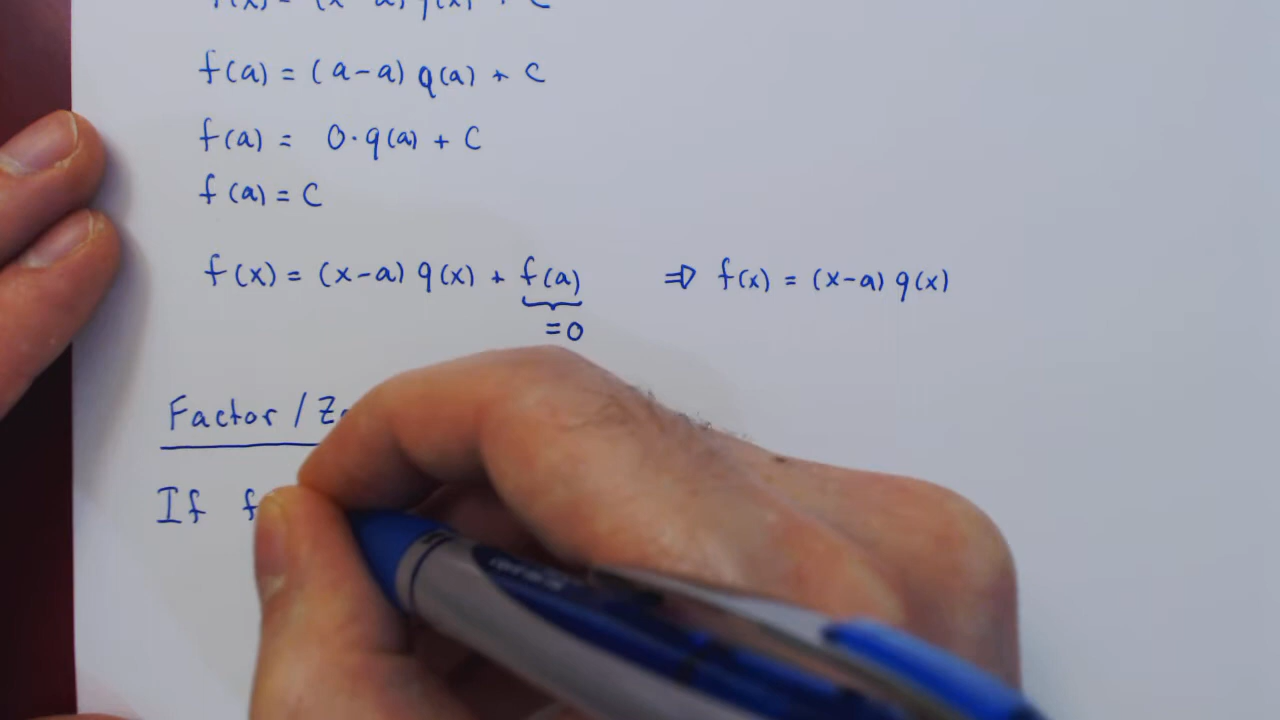 f(a) = (a-a) q(a) + C
f(a) = 0·q(a) + C
f(a) = C
f(x) = (x-a) q(x) + f(a) ⇒ f(x) = (x-a) q(x)
=0
Factor /
If